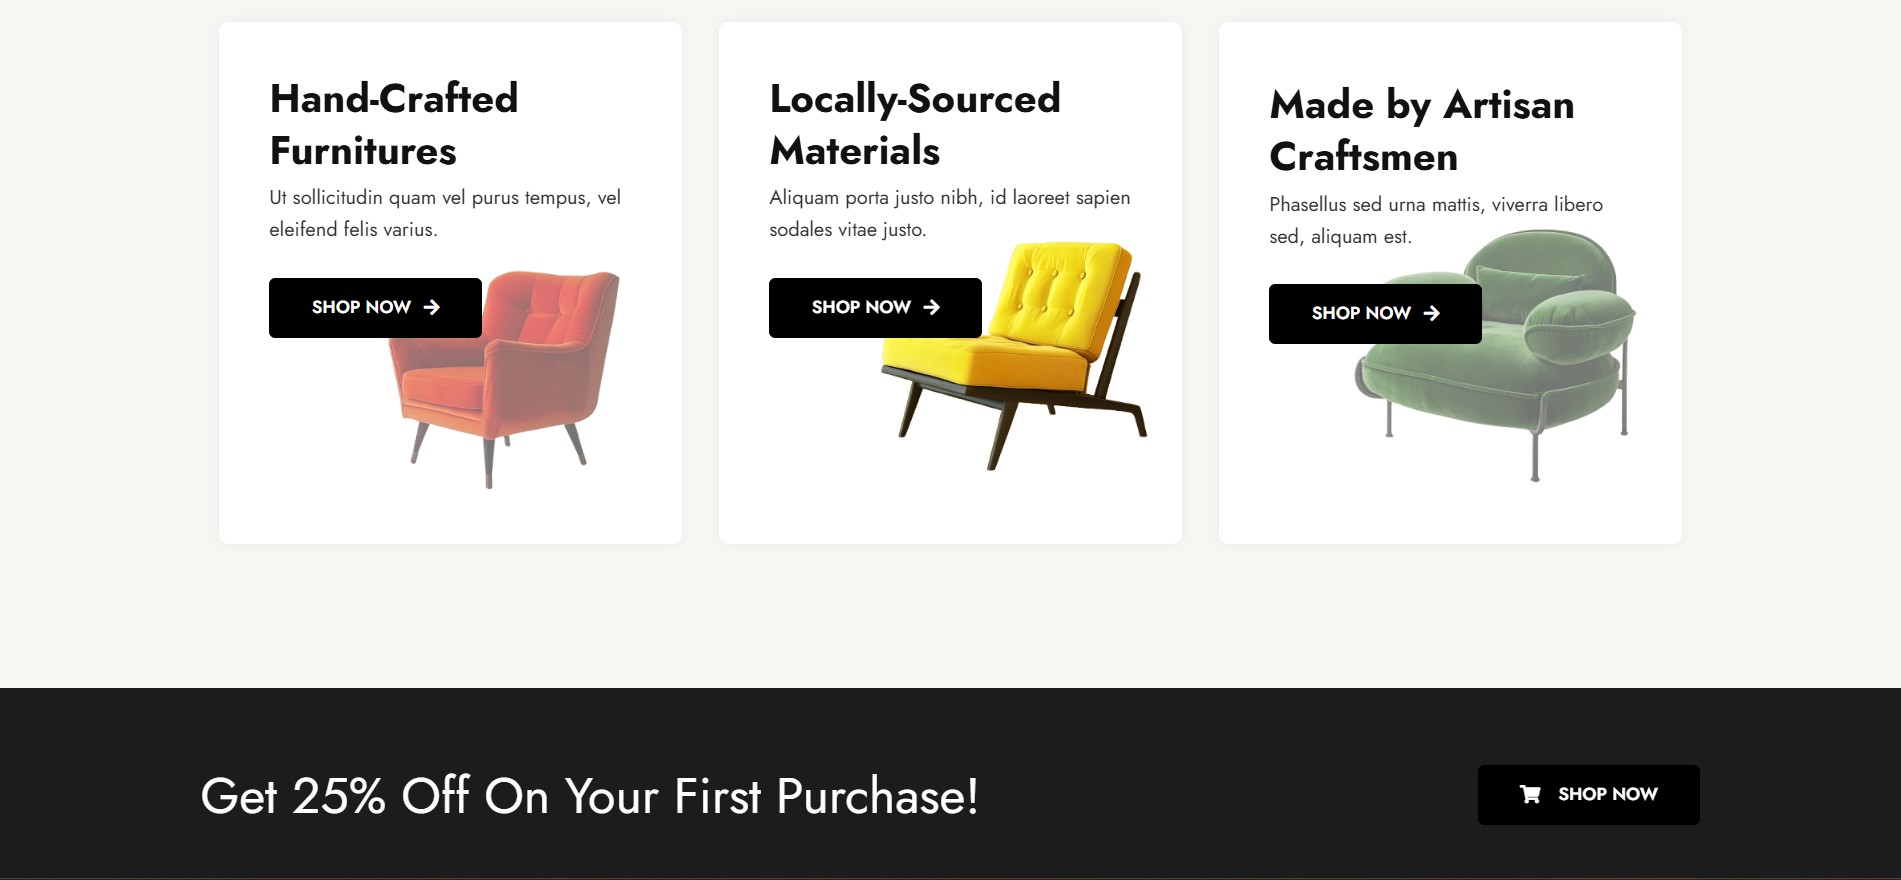 Hand-Crafted
Furnitures
Ut sollicitudin quam vel purus tempus, vel
eleifend felis varius.
SHOP NOW
Locally-Sourced
Materials
Aliquam porta justo nibh, id laoreet sapien
sodales vitae justo.
SHOP NOW
Made by Artisan
Craftsmen
Phasellus sed urna mattis, viverra libero
sed, aliquam est.
SHOP NOW
Get 25% Off On Your First Purchase!
SHOP NOW